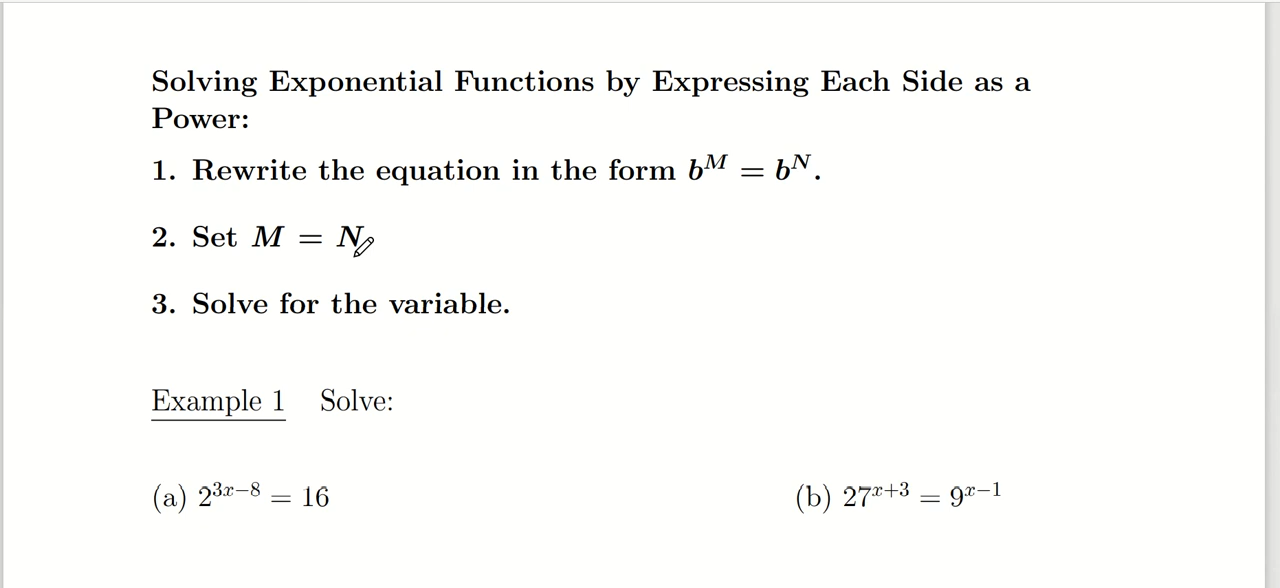 Solving Exponential Functions by Expressing Each Side as a
Power:
1. Rewrite the equation in the form $b^M = b^N$.
2. Set $M = N$
3. Solve for the variable.
Example 1 Solve:
(a) $2^{3x-8} = 16$ (b) $27^{x+3} = 9^{x-1}$